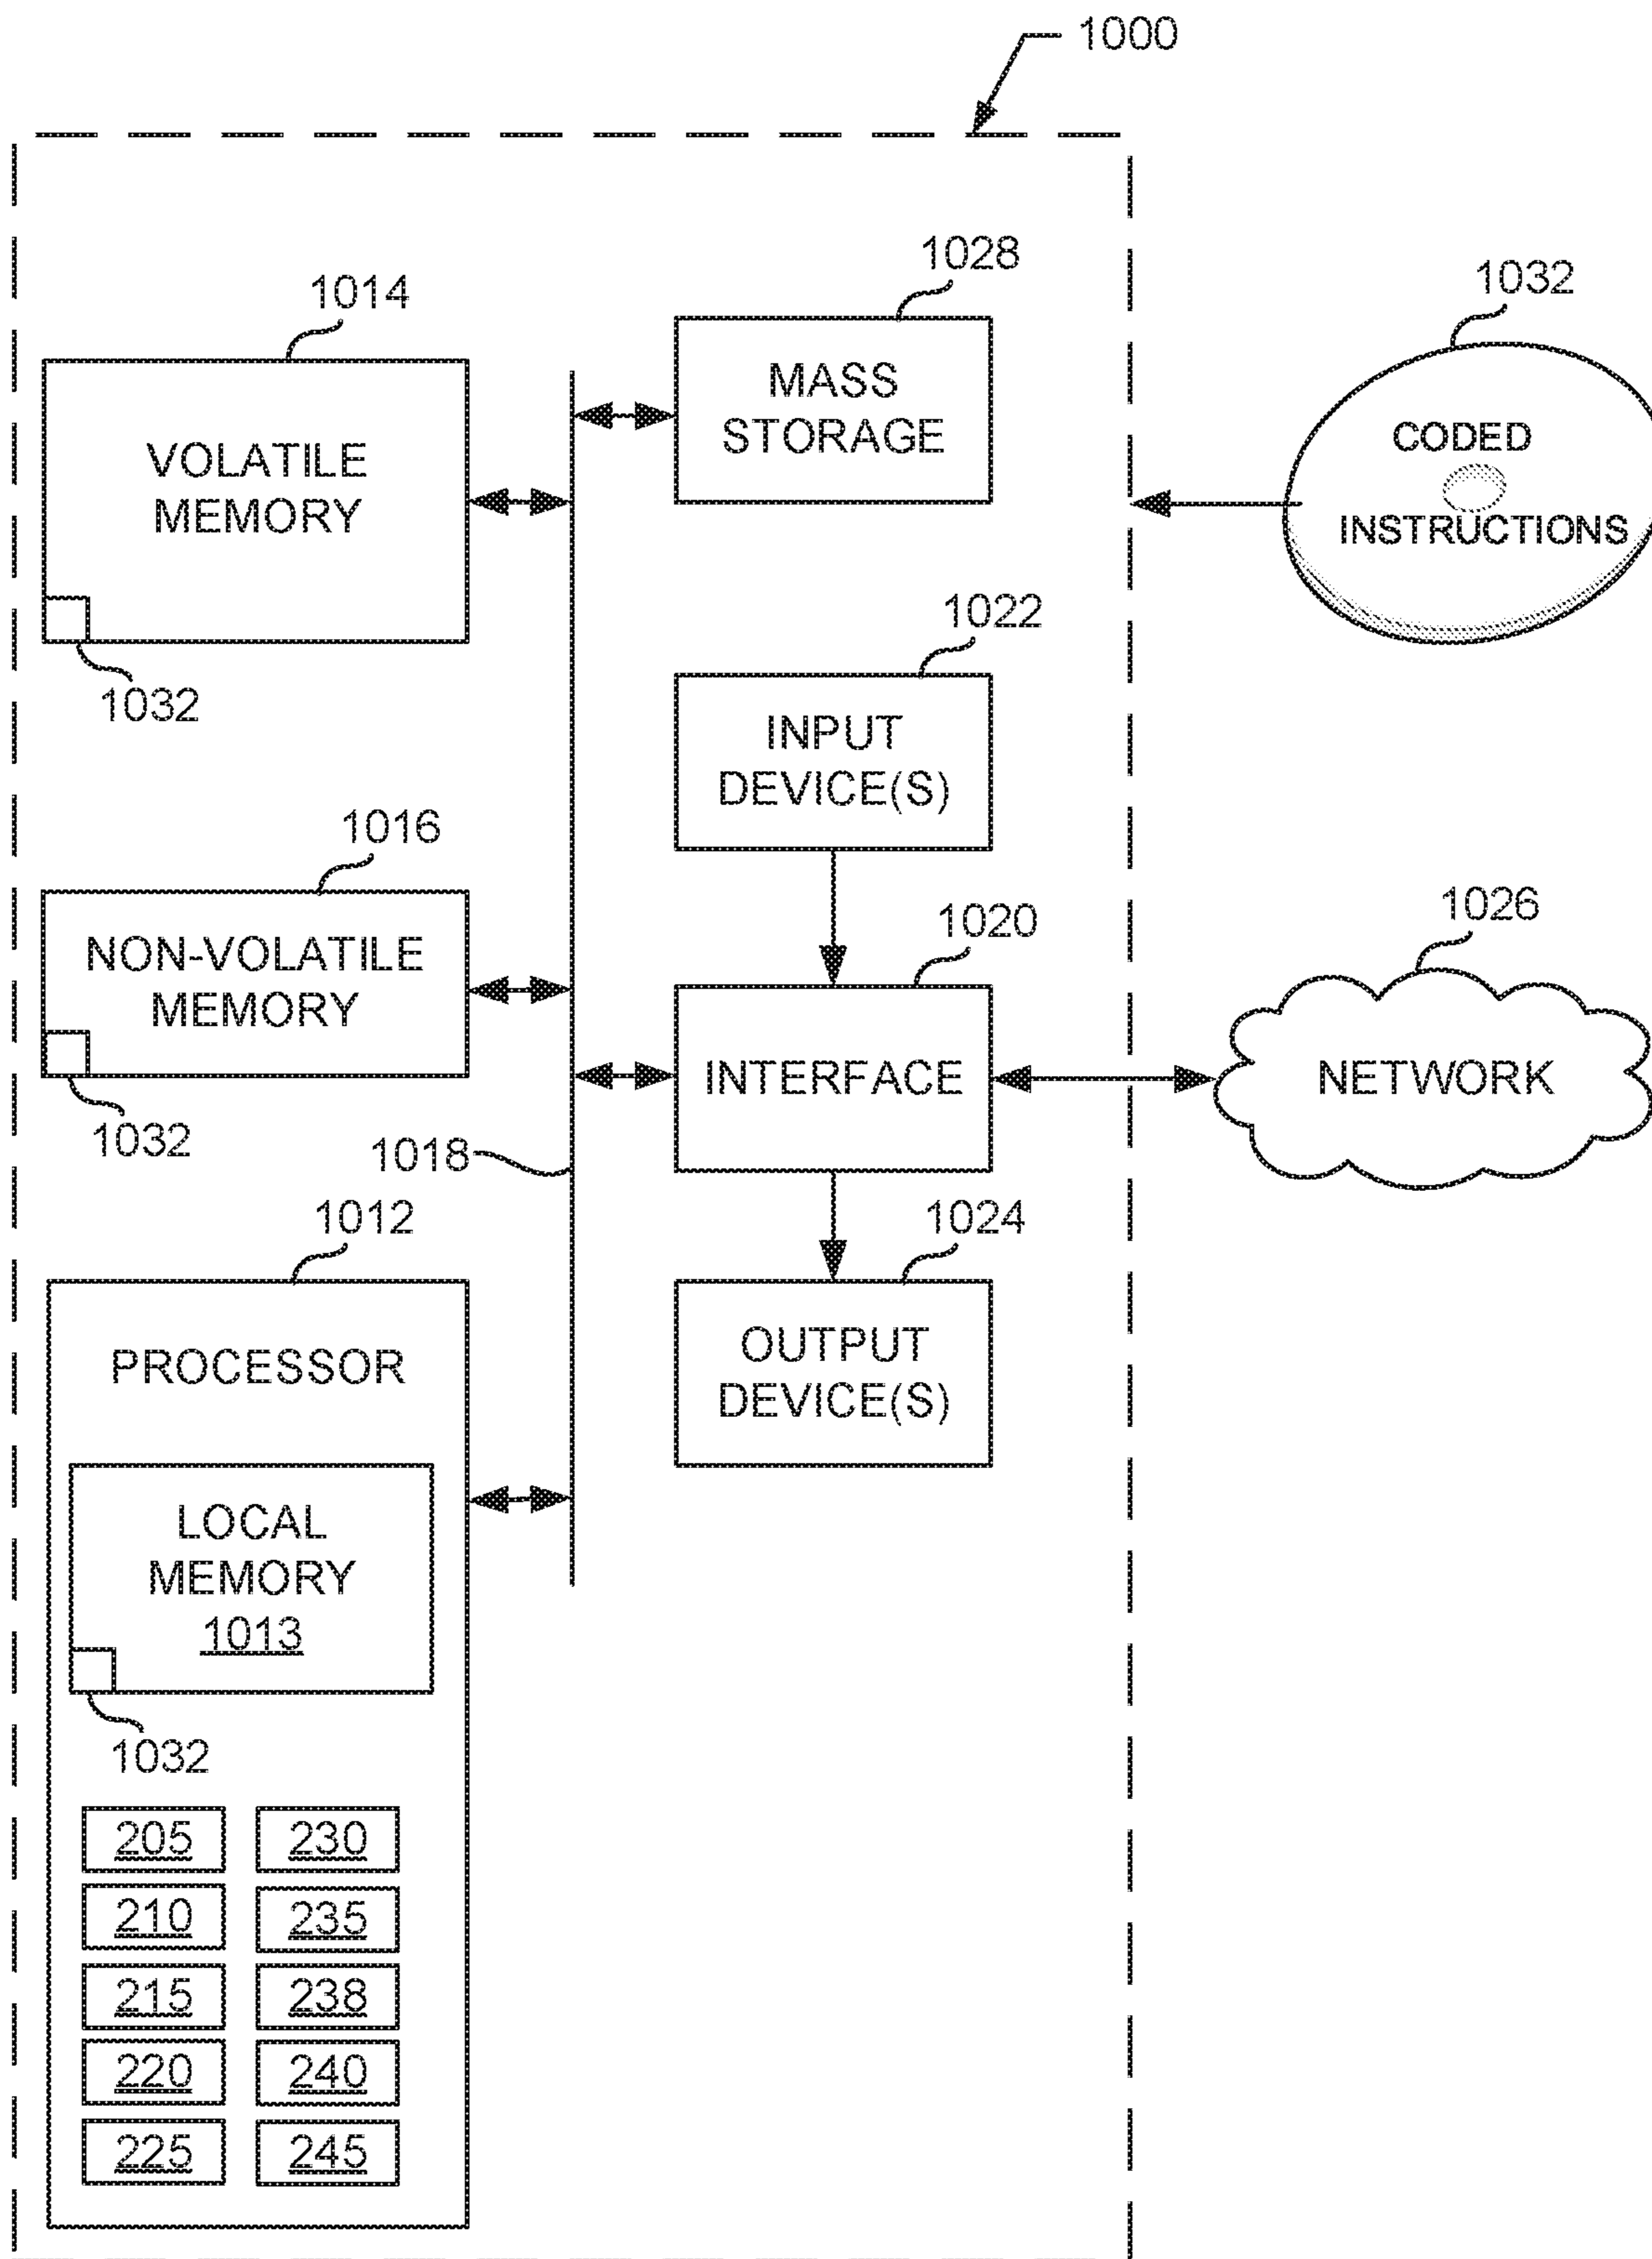 1000
1028
1014
1032
MASS
STORAGE
VOLATILE
MEMORY
CODED
INSTRUCTIONS
1022
1032
INPUT
DEVICE(S)
1016
1020
1026
NON-VOLATILE
MEMORY
INTERFACE
NETWORK
1032
1018
1012
1024
PROCESSOR
OUTPUT
DEVICE(S)
LOCAL
MEMORY
1013
1032
205
230
210
235
215
238
220
240
225
245